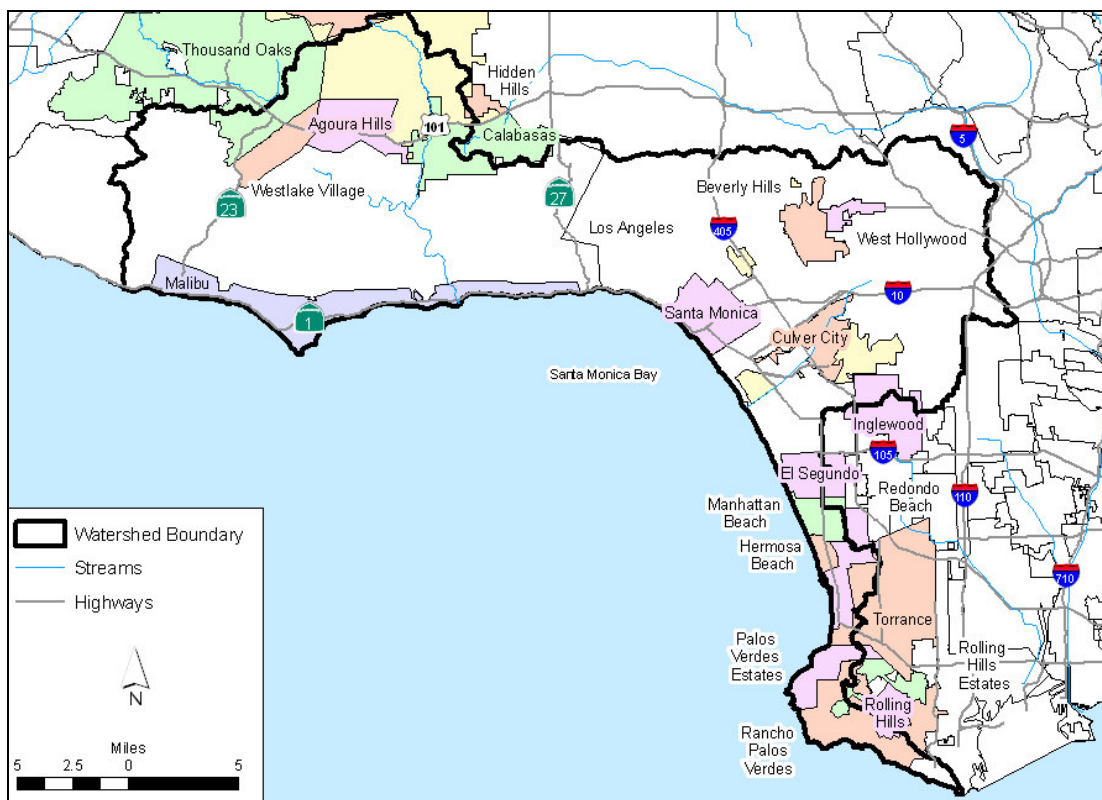 Thousand Oaks
Hidden
Hills
Agoura Hills
101
Calabasas
5
Westlake Village
23
27
Beverly Hills
Los Angeles
405
West Hollywood
Malibu
10
1
Santa Monica
Culver City
Santa Monica Bay
Inglewood
105
El Segundo
Redondo
Beach
110
Manhattan
Beach
Hermosa
Beach
710
Torrance
Palos
Verdes
Estates
Rolling
Hills
Estates
Rolling
Hills
Rancho
Palos
Verdes
Watershed Boundary
Streams
Highways
N
Miles
5 2.5 0 5